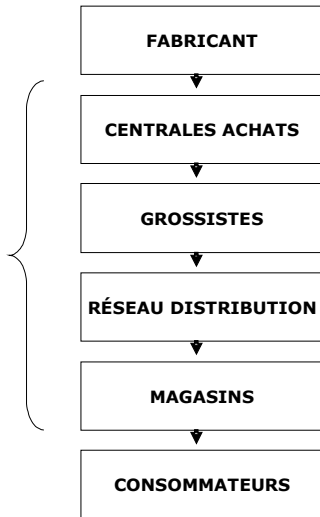 FABRICANT
CENTRALES ACHATS
GROSSISTES
RÉSEAU DISTRIBUTION
MAGASINS
CONSOMMATEURS